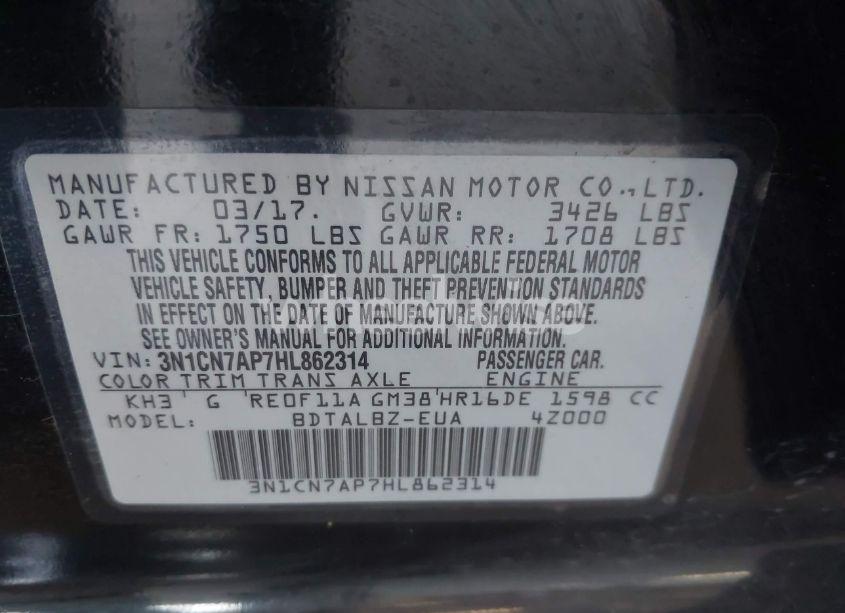 MANUFACTURED BY NISSAN MOTOR CO., LTD.
DATE: 03/17. GVWR: 3426 LBS
GAWR FR: 1750 LBS GAWR RR: 1708 LBS
THIS VEHICLE CONFORMS TO ALL APPLICABLE FEDERAL MOTOR
VEHICLE SAFETY, BUMPER AND THEFT PREVENTION STANDARDS
IN EFFECT ON THE DATE OF MANUFACTURE SHOWN ABOVE.
SEE OWNER'S MANUAL FOR ADDITIONAL INFORMATION.
VIN: 3N1CN7AP7HL862314 PASSENGER CAR.
COLOR TRIM TRANS AXLE ENGINE
KH3 G RE0F11A GM38 HR16DE 1598 CC
MODEL: BDTALBZ-EUA 4Z000
3N1CN7AP7HL862314